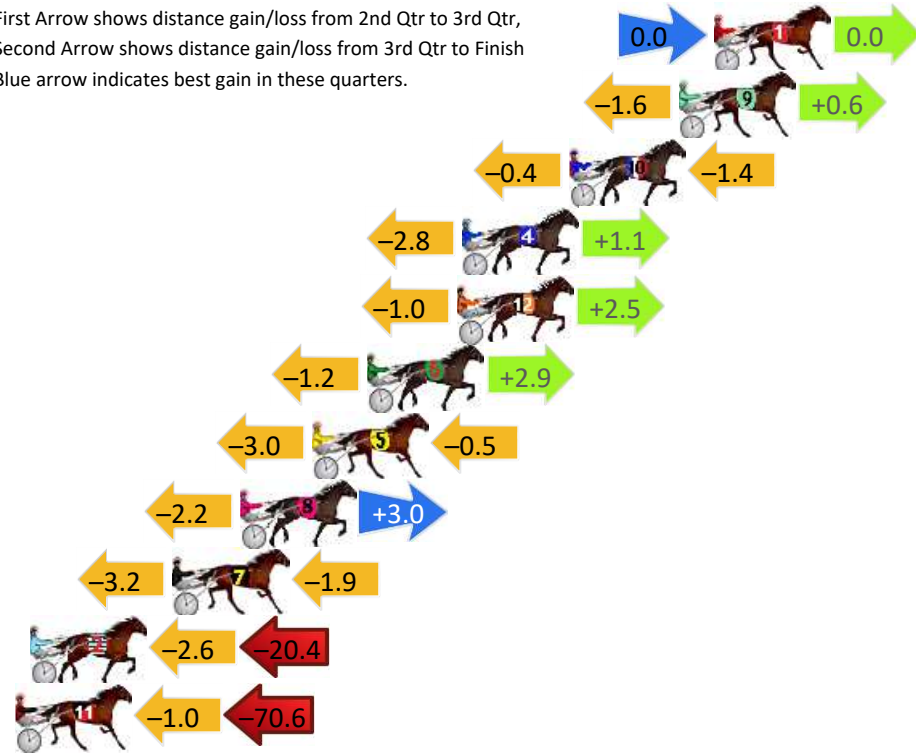 First Arrow shows distance gain/loss from 2nd Qtr to 3rd Qtr,
Second Arrow shows distance gain/loss from 3rd Qtr to Finish
Blue arrow indicates best gain in these quarters.
0.0 1 0.0
−1.6 9 +0.6
−0.4 10 −1.4
−2.8 4 +1.1
−1.0 12 +2.5
−1.2 +2.9
−3.0 5 −0.5
−2.2 8 +3.0
−3.2 7 −1.9
2 −2.6 −20.4
11 −1.0 −70.6